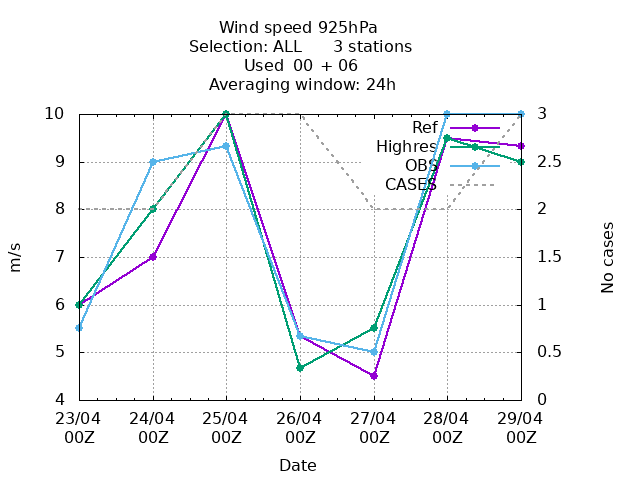 Wind speed 925hPa
Selection: ALL 3 stations
Used 00 + 06
Averaging window: 24h
10
9
8
7
6
5
4
m/s
3
2.5
2
1.5
1
0.5
0
No cases
Ref
Highres
OBS
CASES
23/04 24/04 25/04 26/04 27/04 28/04 29/04
00Z 00Z 00Z 00Z 00Z 00Z 00Z
Date